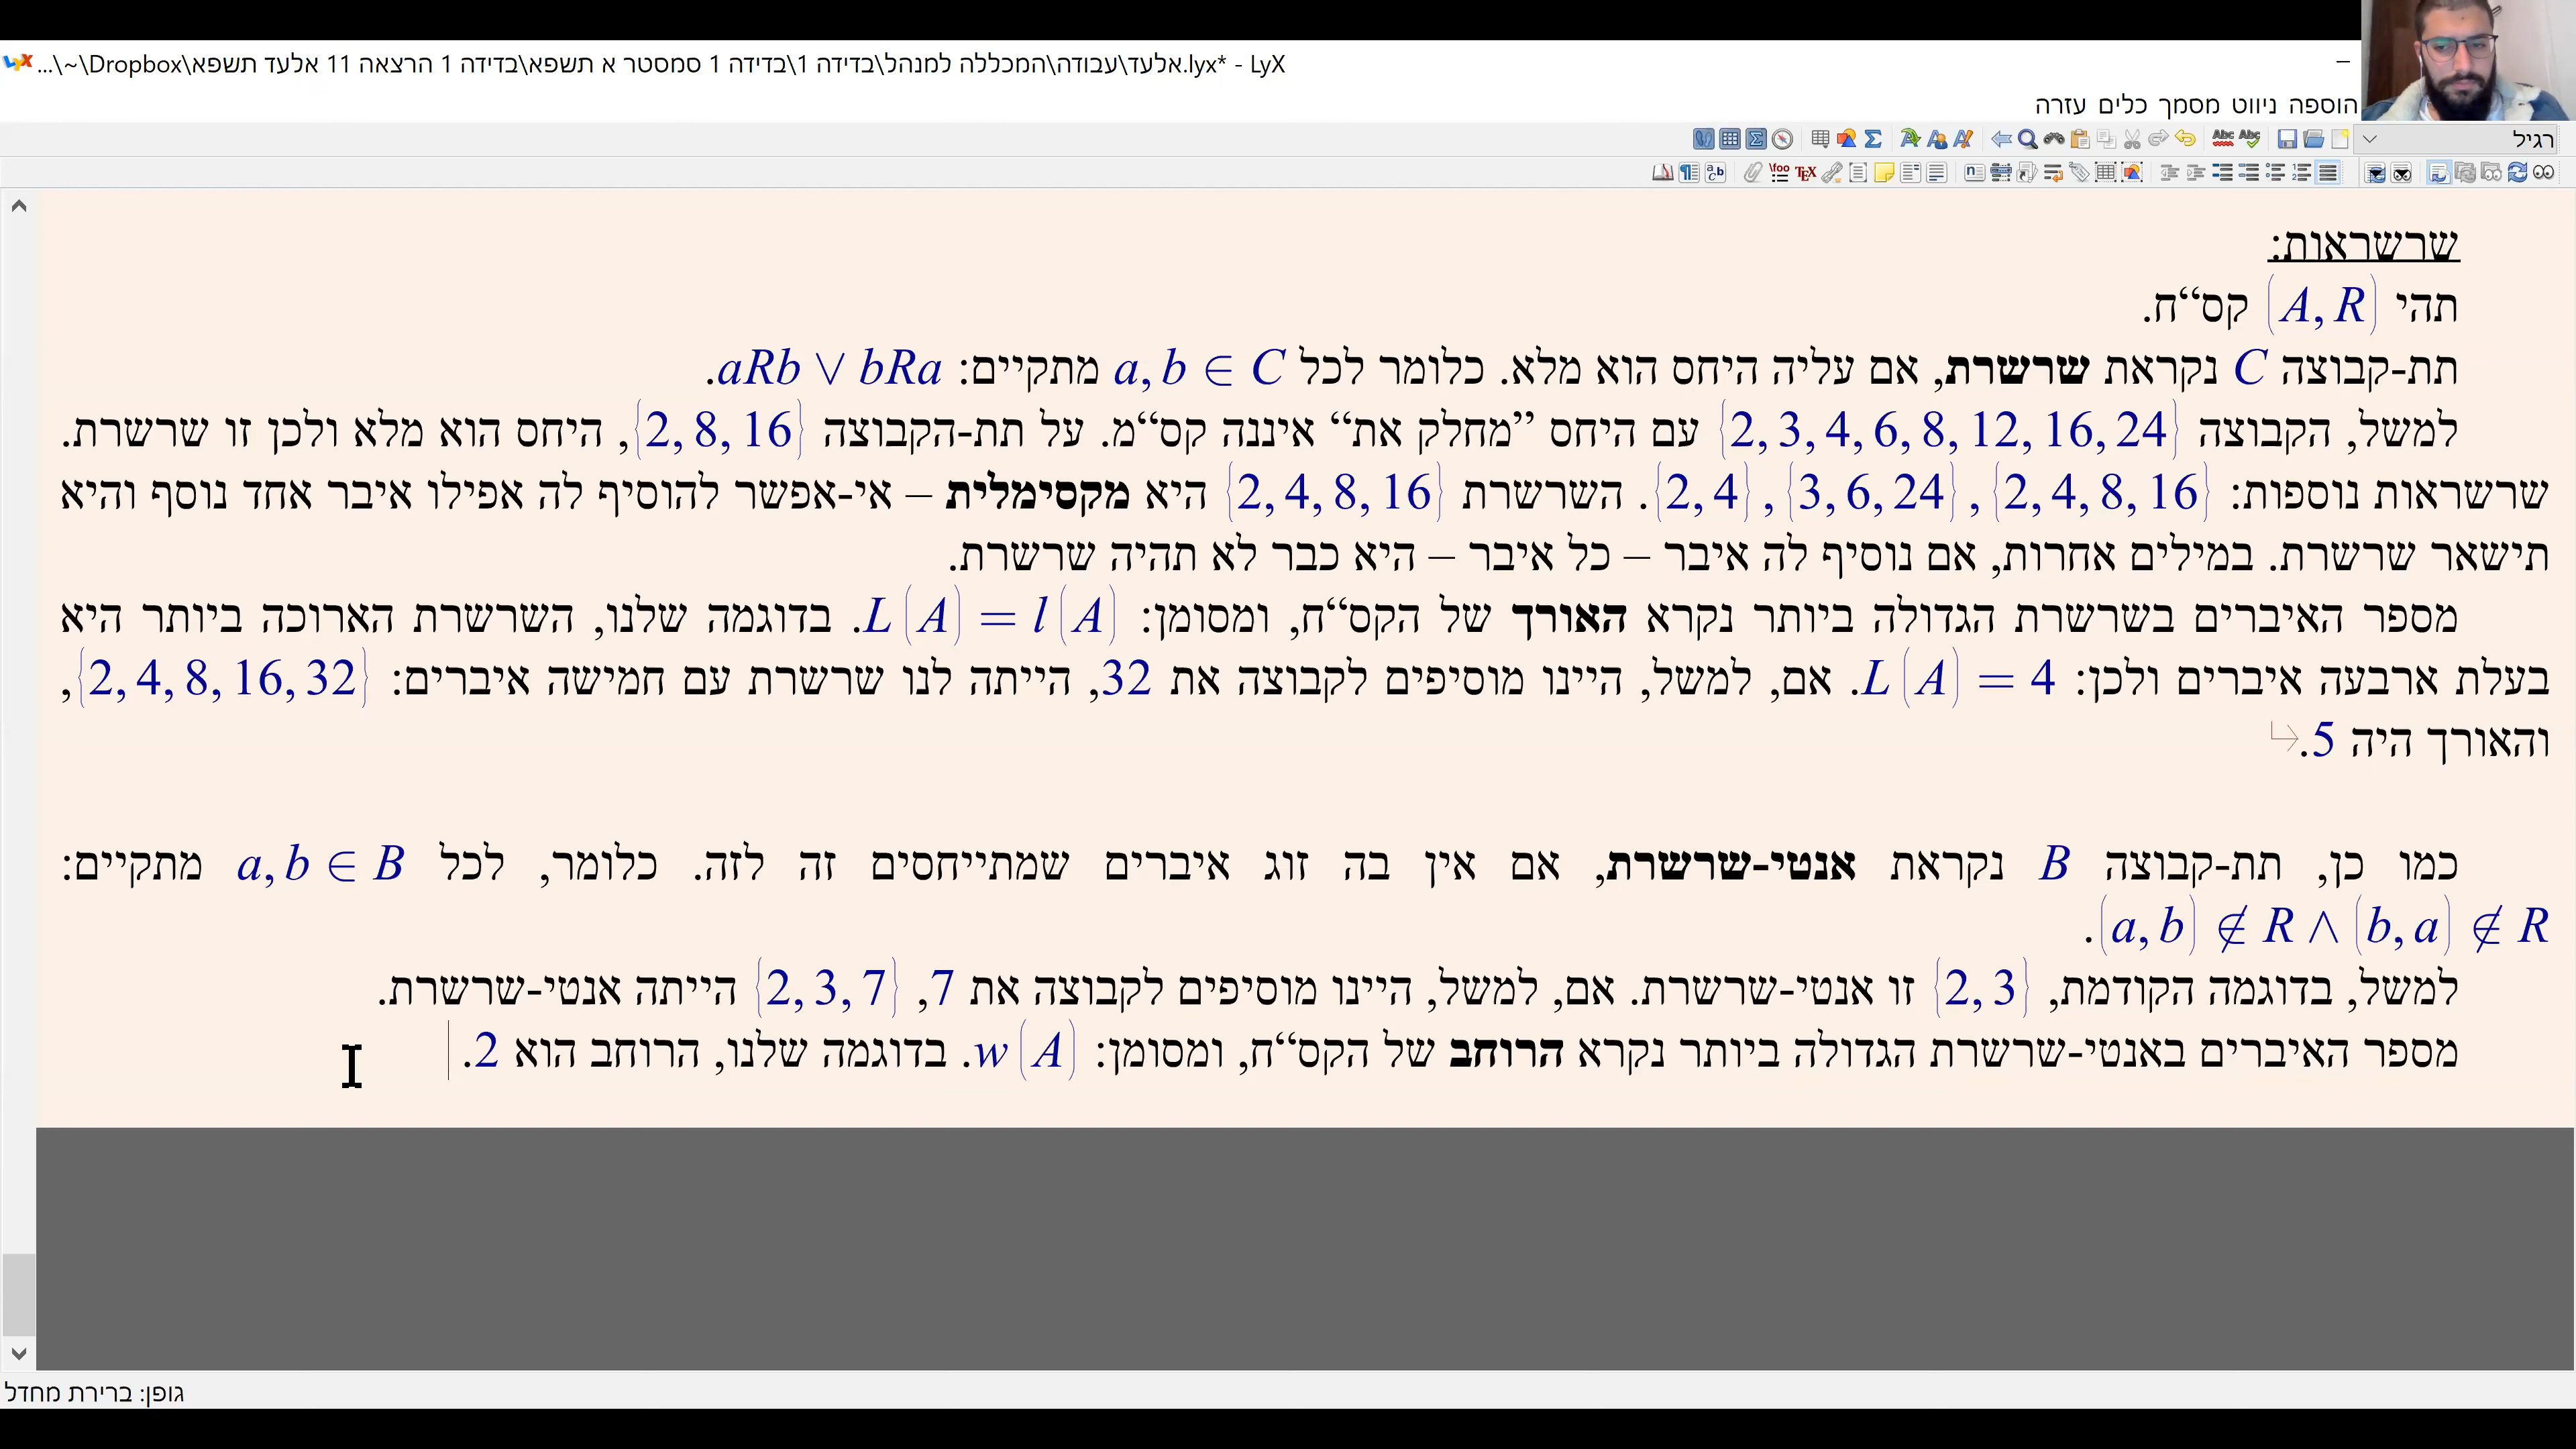 ...\~\Dropbox\אלעד\עבודה\המכללה למנהל\בדידה 1\בדידה 1 סמסטר א תשפא\בדידה 1 הרצאה 11 אלעד תשפא.lyx* - LyX
הוספה ניווט מסמך כלים עזרה
רגיל
שרשראות:
תהי (A, R) קס“ח.
תת-קבוצה C נקראת שרשרת, אם עליה היחס הוא מלא. כלומר לכל a, b ∈ C מתקיים: aRb ∨ bRa.
למשל, הקבוצה {2, 3, 4, 6, 8, 12, 16, 24} עם היחס ”מחלק את“ איננה קס“מ. על תת-הקבוצה {2, 8, 16}, היחס הוא מלא ולכן זו שרשרת.
שרשראות נוספות: {2, 4, 8, 16}, {3, 6, 24}, {2, 4}. השרשרת {2, 4, 8, 16} היא מקסימלית – אי-אפשר להוסיף לה אפילו איבר אחד נוסף והיא
תישאר שרשרת. במילים אחרות, אם נוסיף לה איבר – כל איבר – היא כבר לא תהיה שרשרת.
מספר האיברים בשרשרת הגדולה ביותר נקרא האורך של הקס“ח, ומסומן: L(A) = l(A). בדוגמה שלנו, השרשרת הארוכה ביותר היא
בעלת ארבעה איברים ולכן: L(A) = 4. אם, למשל, היינו מוסיפים לקבוצה את 32, הייתה לנו שרשרת עם חמישה איברים: {2, 4, 8, 16, 32},
והאורך היה 5.
כמו כן, תת-קבוצה B נקראת אנטי-שרשרת, אם אין בה זוג איברים שמתייחסים זה לזה. כלומר, לכל a, b ∈ B מתקיים:
(a, b) ∉ R ∧ (b, a) ∉ R.
למשל, בדוגמה הקודמת, {2, 3} זו אנטי-שרשרת. אם, למשל, היינו מוסיפים לקבוצה את 7, {2, 3, 7} הייתה אנטי-שרשרת.
מספר האיברים באנטי-שרשרת הגדולה ביותר נקרא הרוחב של הקס“ח, ומסומן: w(A). בדוגמה שלנו, הרוחב הוא 2.
גופן: ברירת מחדל